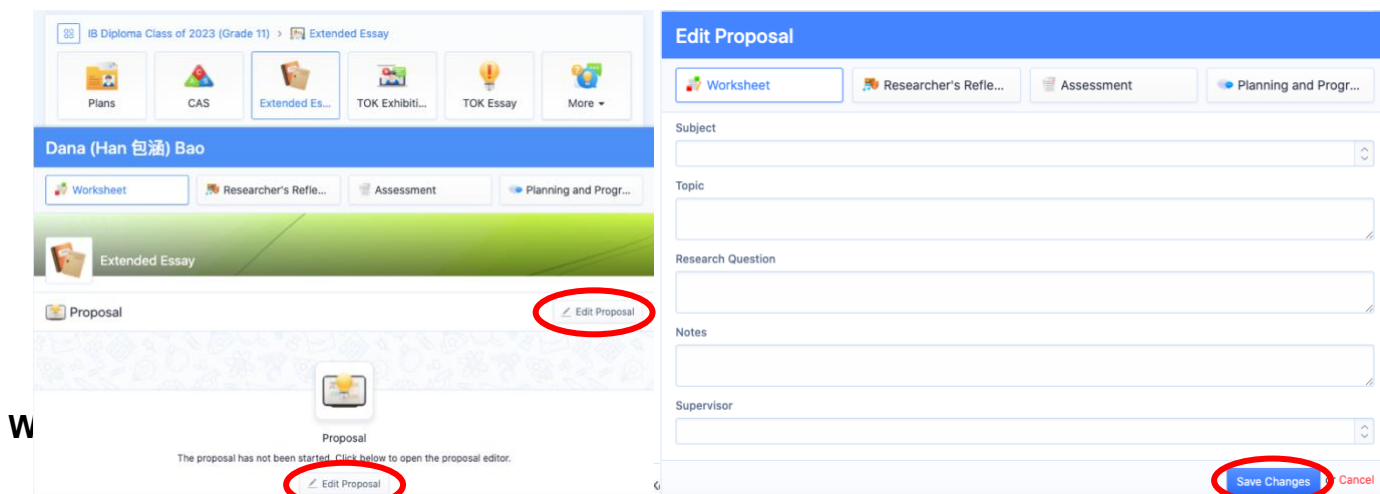 IB Diploma Class of 2023 (Grade 11) › Extended Essay
Plans
CAS
Extended Es...
TOK Exhibiti...
TOK Essay
More
Dana (Han 包涵) Bao
Worksheet
Researcher's Refle...
Assessment
Planning and Progr...
Extended Essay
Proposal
Edit Proposal
Proposal
The proposal has not been started. Click below to open the proposal editor.
Edit Proposal
W
Edit Proposal
Worksheet
Researcher's Refle...
Assessment
Planning and Progr...
Subject
Topic
Research Question
Notes
Supervisor
Save Changes or Cancel